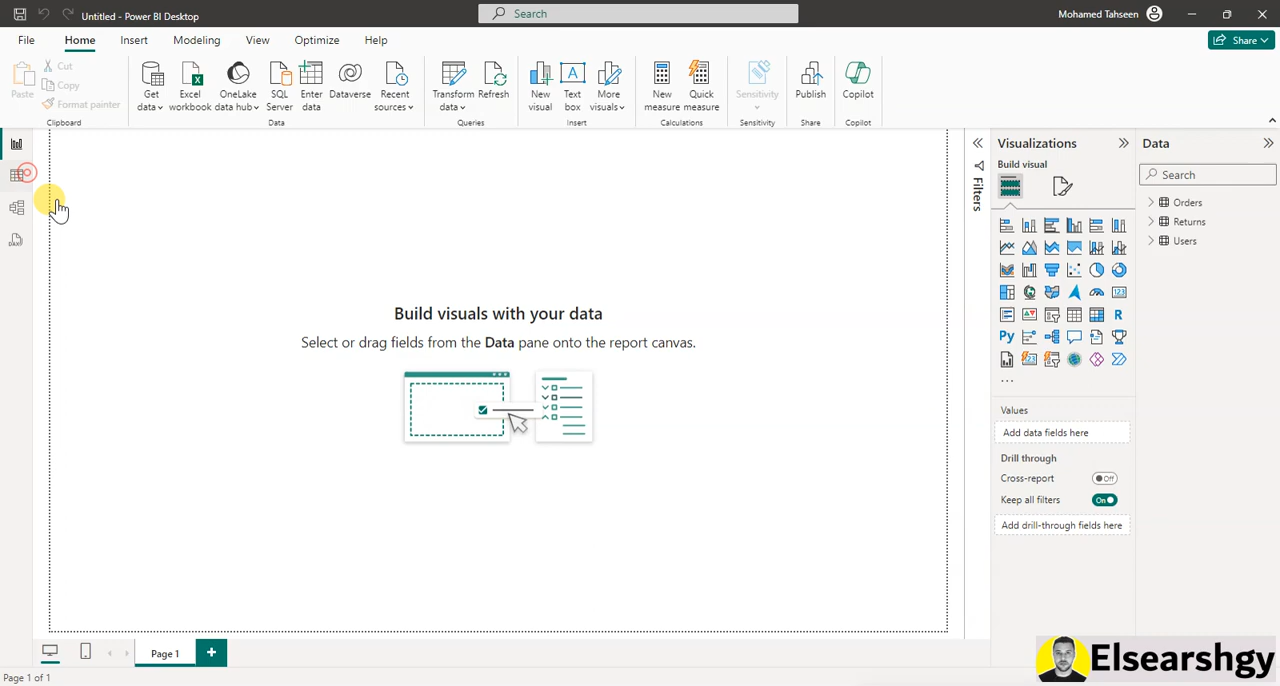 Untitled - Power BI Desktop
Search
Mohamed Tahseen
File Home Insert Modeling View Optimize Help
Share
Paste
Cut
Copy
Format painter
Clipboard
Get data
Excel workbook
OneLake data hub
SQL Server
Enter data
Dataverse
Recent sources
Data
Transform data
Refresh
Queries
New visual
Text box
More visuals
Insert
New measure
Quick measure
Calculations
Sensitivity
Sensitivity
Publish
Share
Copilot
Copilot
Build visuals with your data
Select or drag fields from the Data pane onto the report canvas.
Filters
Visualizations
Build visual
123
R
Py
...
Values
Add data fields here
Drill through
Cross-report
Off
Keep all filters
On
Add drill-through fields here
Data
Search
Orders
Returns
Users
DAX
Page 1
Page 1 of 1
Elsearshgy